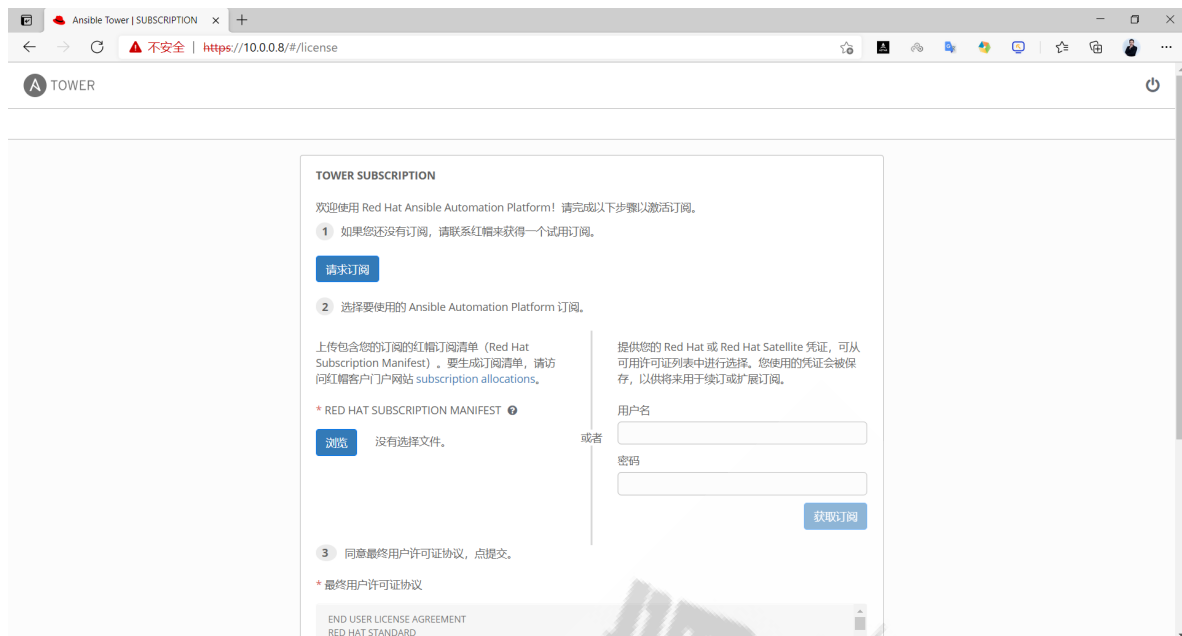 Ansible Tower | SUBSCRIPTION
不安全 | https://10.0.0.8/#/license
TOWER
TOWER SUBSCRIPTION
欢迎使用 Red Hat Ansible Automation Platform！请完成以下步骤以激活订阅。
1 如果您还没有订阅，请联系红帽来获得一个试用订阅。
请求订阅
2 选择要使用的 Ansible Automation Platform 订阅。
上传包含您的订阅的红帽订阅清单（Red Hat
Subscription Manifest）。要生成订阅清单，请访
问红帽客户门户网站 subscription allocations。
* RED HAT SUBSCRIPTION MANIFEST
浏览 没有选择文件。
或者
提供您的 Red Hat 或 Red Hat Satellite 凭证，可从
可用许可证列表中进行选择。您使用的凭证会被保
存，以供将来用于续订或扩展订阅。
用户名
密码
获取订阅
3 同意最终用户许可证协议，点提交。
* 最终用户许可证协议
END USER LICENSE AGREEMENT
RED HAT STANDARD